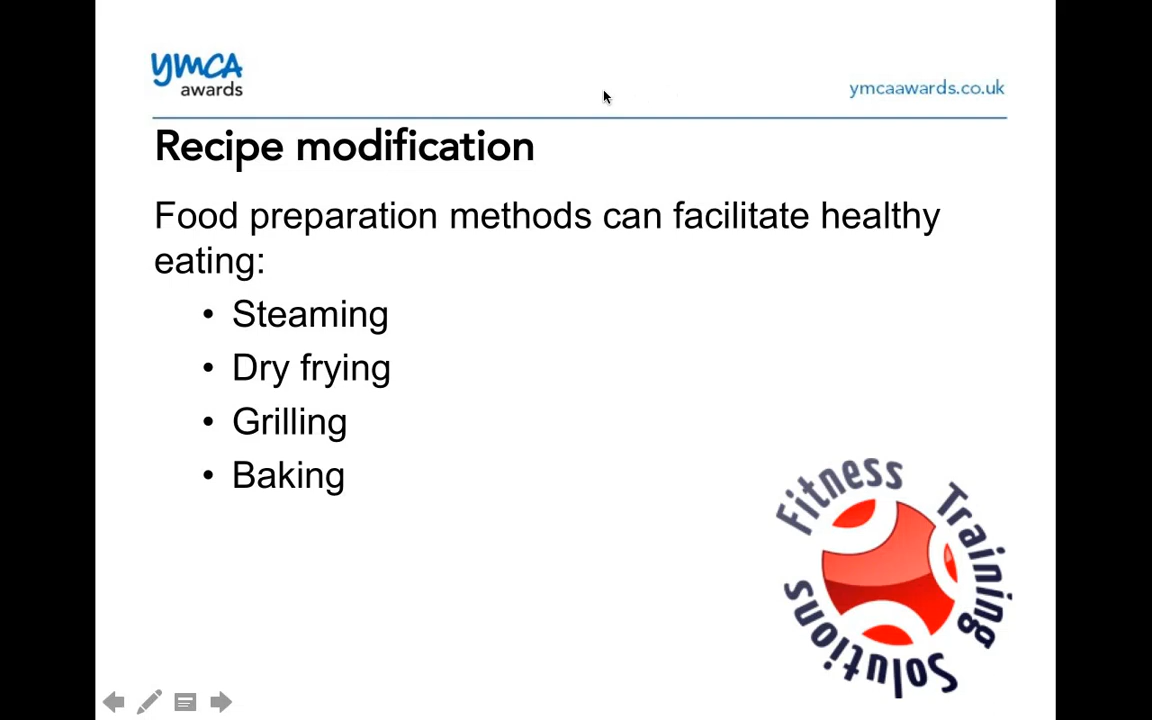 ymca
awards
ymcaawards.co.uk
Recipe modification
Food preparation methods can facilitate healthy
eating:
• Steaming
• Dry frying
• Grilling
• Baking
Fitness Training Solutions